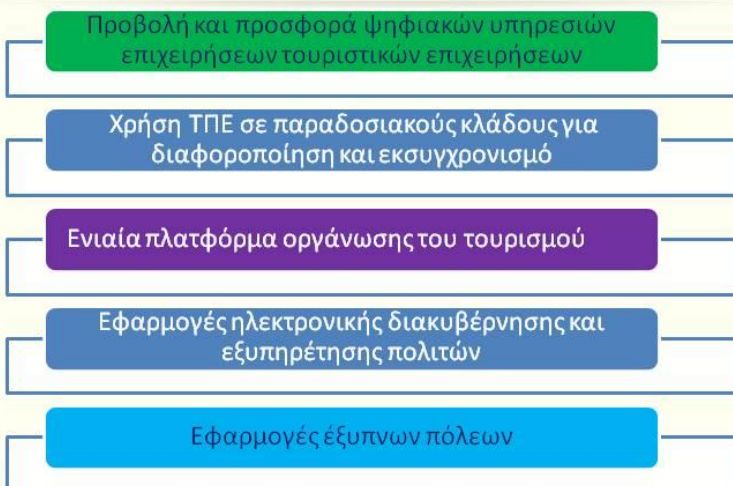 Προβολή και προσφορά ψηφιακών υπηρεσιών
επιχειρήσεων τουριστικών επιχειρήσεων
Χρήση ΤΠΕ σε παραδοσιακούς κλάδους για
διαφοροποίηση και εκσυγχρονισμό
Ενιαία πλατφόρμα οργάνωσης του τουρισμού
Εφαρμογές ηλεκτρονικής διακυβέρνησης και
εξυπηρέτησης πολιτών
Εφαρμογές έξυπνων πόλεων